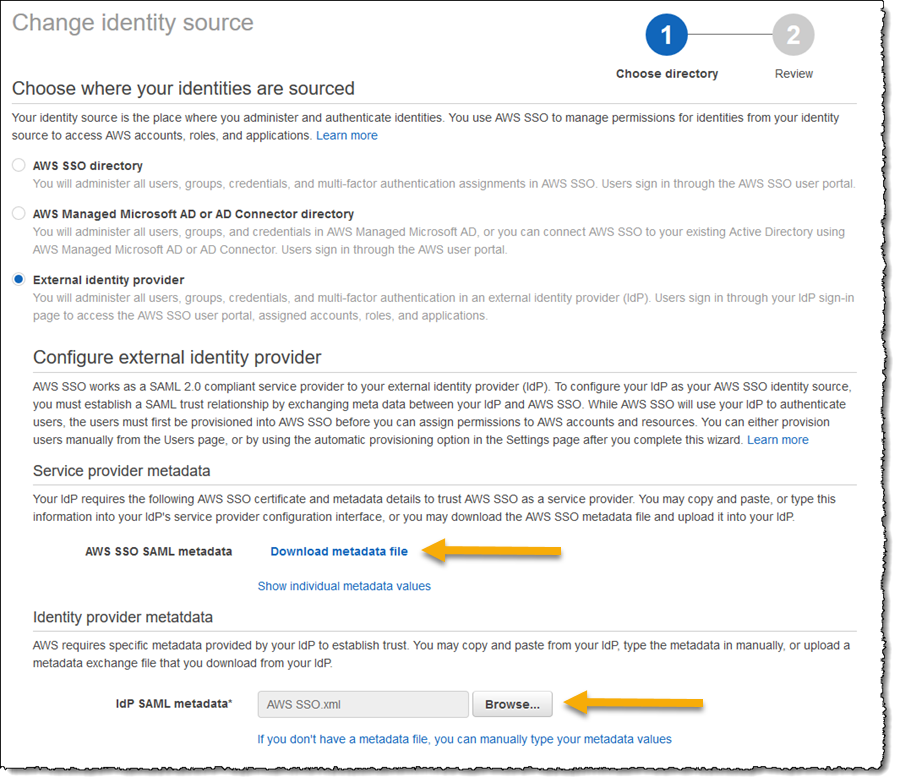 Change identity source
1
2
Choose directory
Review
Choose where your identities are sourced
Your identity source is the place where you administer and authenticate identities. You use AWS SSO to manage permissions for identities from your identity
source to access AWS accounts, roles, and applications. Learn more
AWS SSO directory
You will administer all users, groups, credentials, and multi-factor authentication assignments in AWS SSO. Users sign in through the AWS SSO user portal.
AWS Managed Microsoft AD or AD Connector directory
You will administer all users, groups, and credentials in AWS Managed Microsoft AD, or you can connect AWS SSO to your existing Active Directory using
AWS Managed Microsoft AD or AD Connector. Users sign in through the AWS user portal.
External identity provider
You will administer all users, groups, credentials, and multi-factor authentication in an external identity provider (IdP). Users sign in through your IdP sign-in
page to access the AWS SSO user portal, assigned accounts, roles, and applications.
Configure external identity provider
AWS SSO works as a SAML 2.0 compliant service provider to your external identity provider (IdP). To configure your IdP as your AWS SSO identity source,
you must establish a SAML trust relationship by exchanging meta data between your IdP and AWS SSO. While AWS SSO will use your IdP to authenticate
users, the users must first be provisioned into AWS SSO before you can assign permissions to AWS accounts and resources. You can either provision
users manually from the Users page, or by using the automatic provisioning option in the Settings page after you complete this wizard. Learn more
Service provider metadata
Your IdP requires the following AWS SSO certificate and metadata details to trust AWS SSO as a service provider. You may copy and paste, or type this
information into your IdP's service provider configuration interface, or you may download the AWS SSO metadata file and upload it into your IdP.
AWS SSO SAML metadata Download metadata file
Show individual metadata values
Identity provider metatdata
AWS requires specific metadata provided by your IdP to establish trust. You may copy and paste from your IdP, type the metadata in manually, or upload a
metadata exchange file that you download from your IdP.
IdP SAML metadata* AWS SSO.xml Browse...
If you don't have a metadata file, you can manually type your metadata values